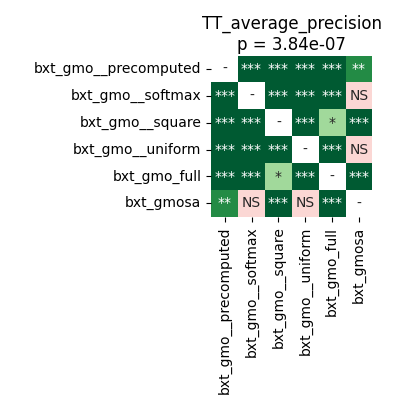 TT_average_precision
p = 3.84e-07
bxt_gmo__precomputed - *** *** *** *** **
bxt_gmo__softmax *** - *** *** *** NS
bxt_gmo__square *** *** - *** * ***
bxt_gmo__uniform *** *** *** - *** NS
bxt_gmo_full *** *** * *** - ***
bxt_gmosa ** NS *** NS *** -
bxt_gmo__precomputed
bxt_gmo__softmax
bxt_gmo__square
bxt_gmo__uniform
bxt_gmo_full
bxt_gmosa